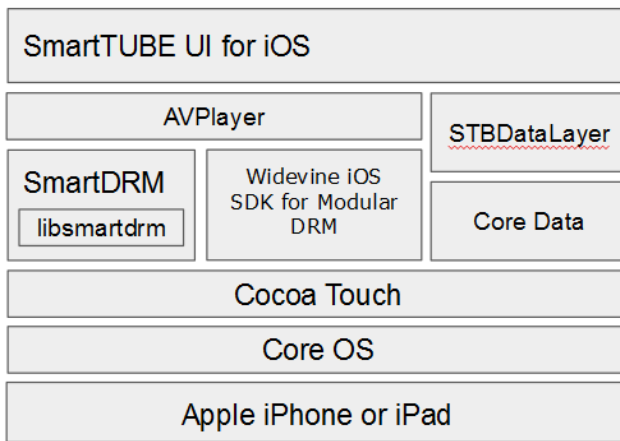 SmartTUBE UI for iOS
AVPlayer
STBDataLayer
SmartDRM
libsmartdrm
Widevine iOS
SDK for Modular
DRM
Core Data
Cocoa Touch
Core OS
Apple iPhone or iPad